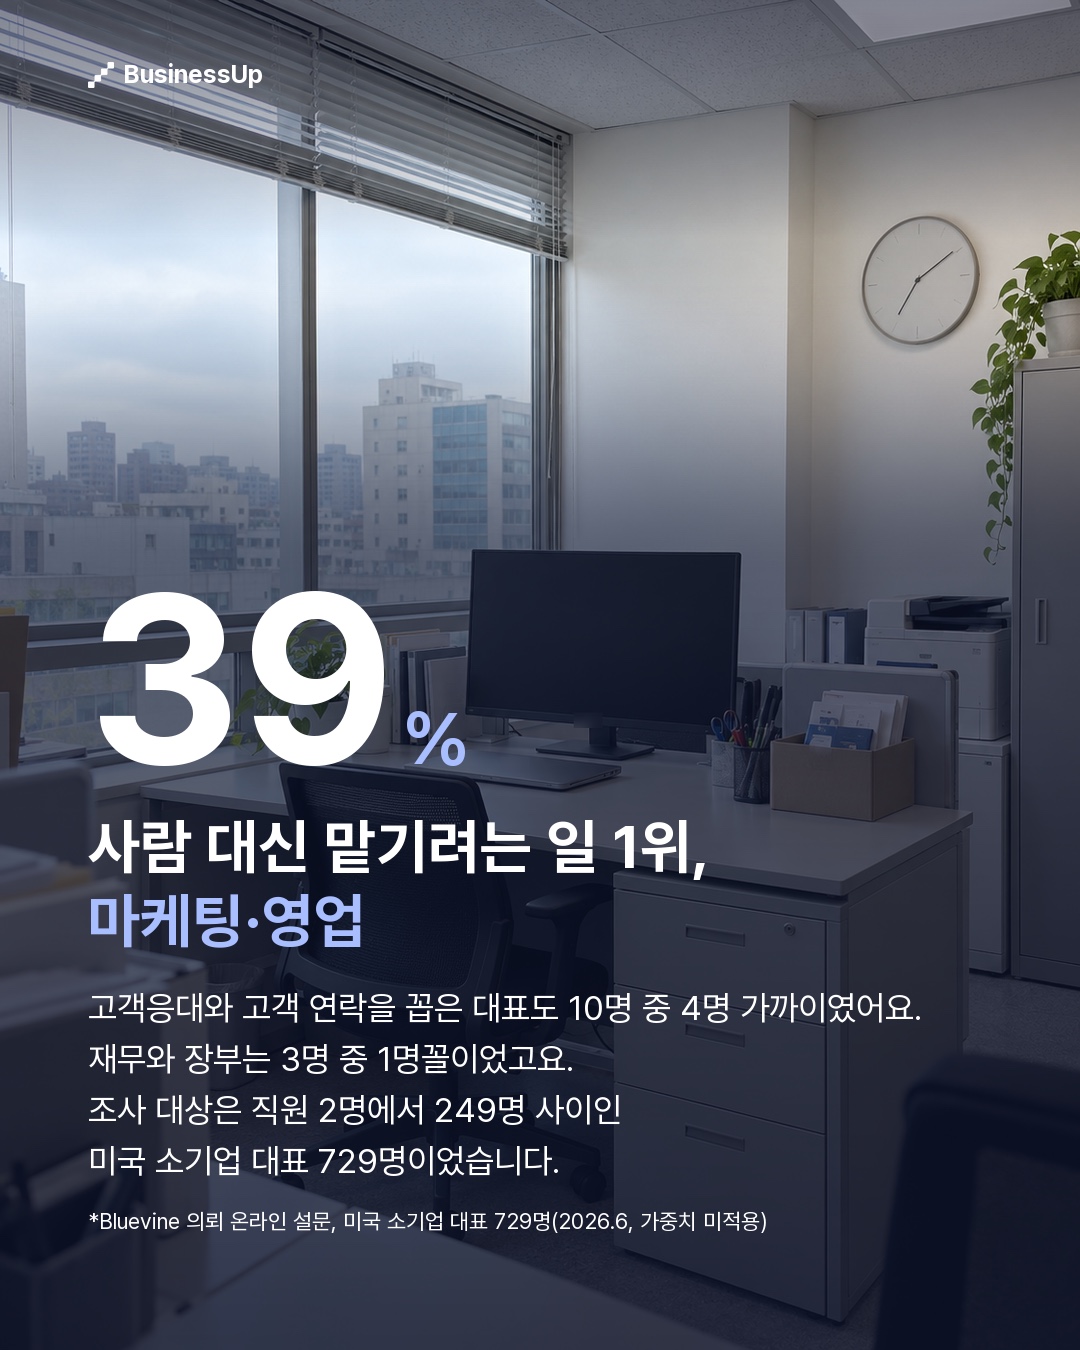 BusinessUp
39%
사람 대신 맡기려는 일 1위,
마케팅·영업
고객응대와 고객 연락을 꼽은 대표도 10명 중 4명 가까이였어요.
재무와 장부는 3명 중 1명꼴이었고요.
조사 대상은 직원 2명에서 249명 사이인
미국 소기업 대표 729명이었습니다.
*Bluevine 의뢰 온라인 설문, 미국 소기업 대표 729명(2026.6, 가중치 미적용)